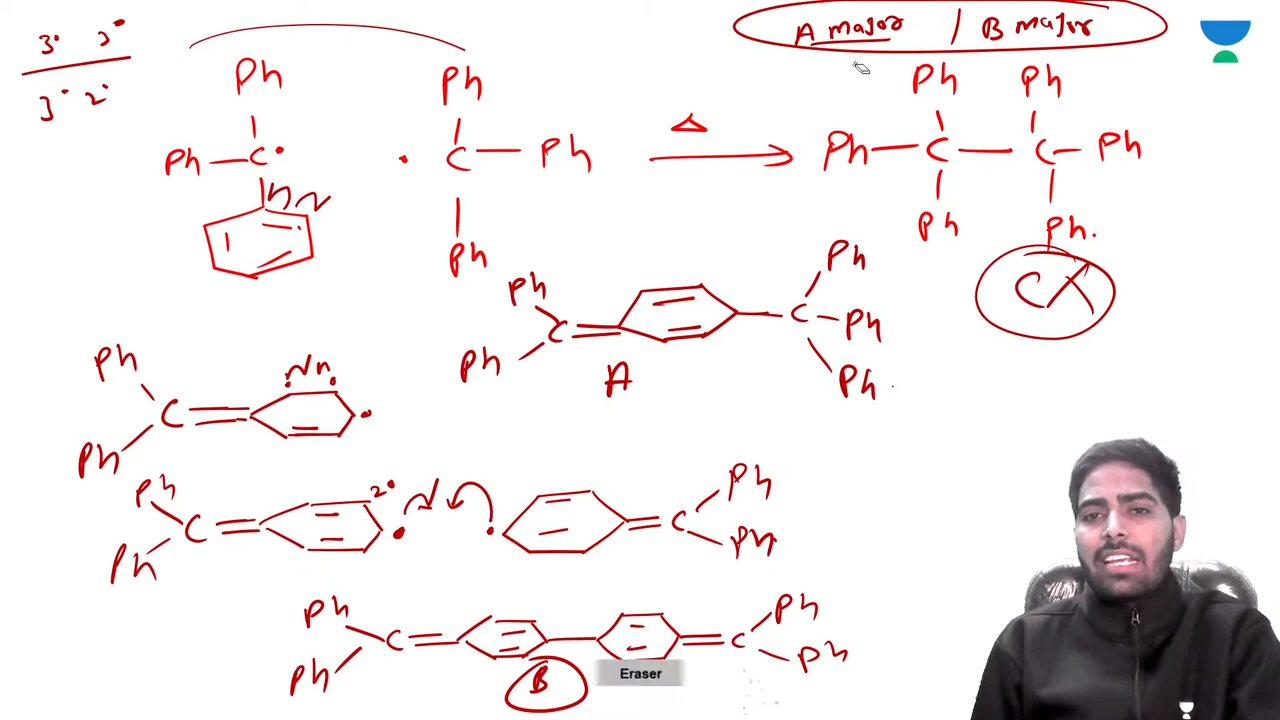 3° 3°
3° 2°
A major / B major
Ph Ph Ph Ph
Ph — C• • C — Ph Δ Ph — C — C — Ph
Ph Ph Ph.
Ph Ph
Ph C C — Ph
A Ph.
Ph
C
Ph
Ph 2° Ph
C C
Ph Ph
Ph Ph
C C
Ph Ph
B
Eraser